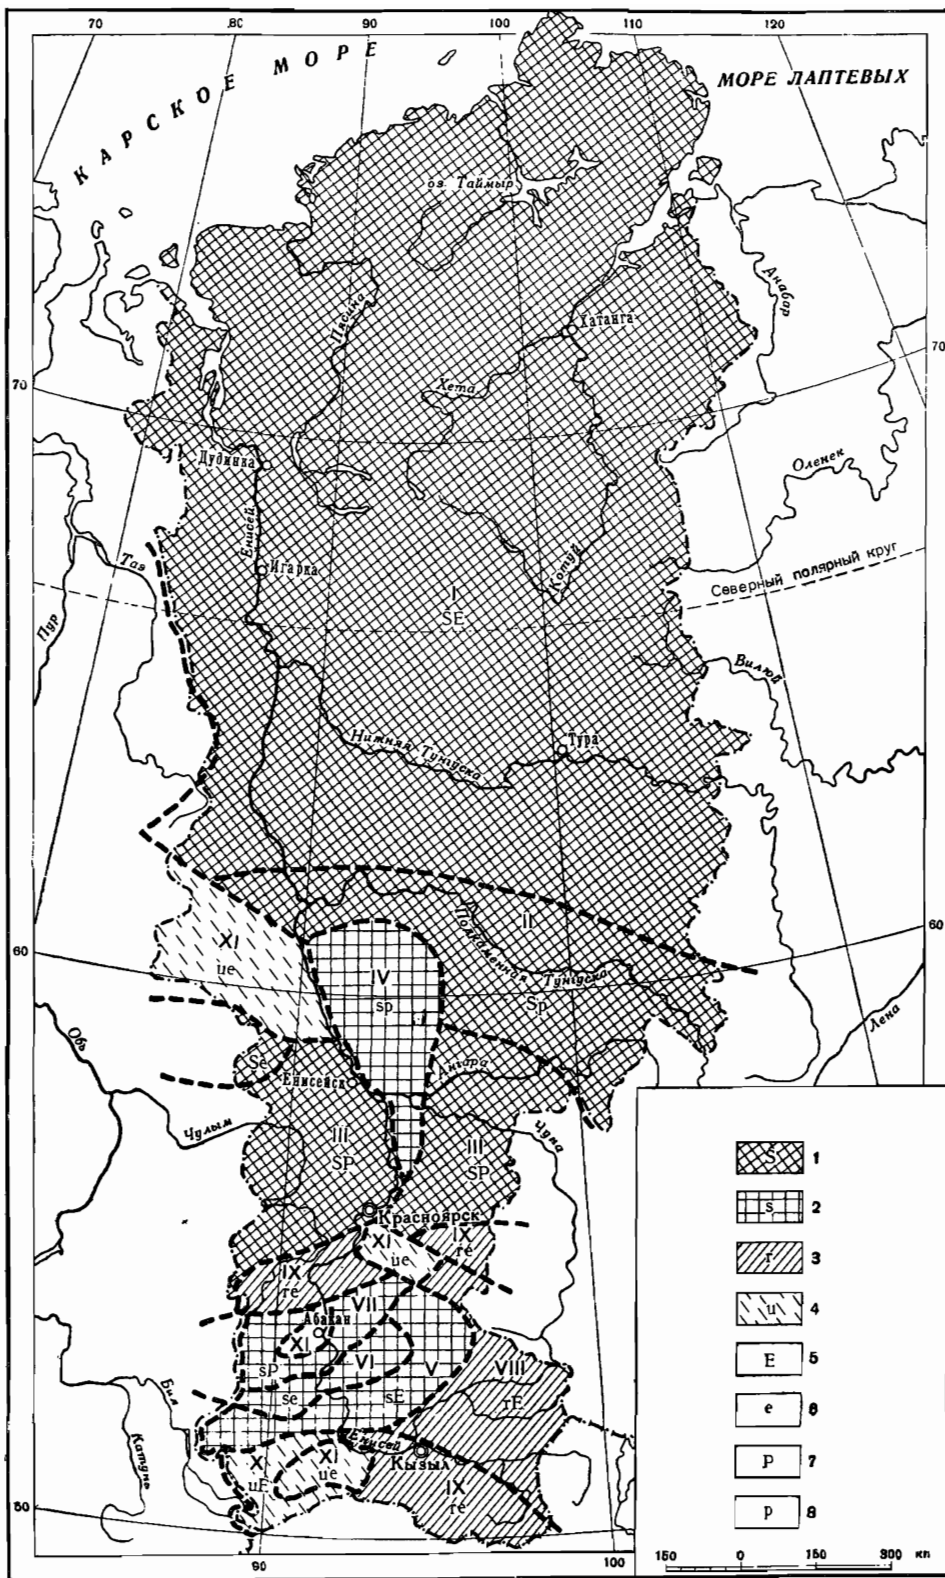 70 80 90 100 110 120
КАРСКОЕ МОРЕ
МОРЕ ЛАПТЕВЫХ
оз. Таймыр
Анабар
Пясина
Хатанга
70
Хета
70
Дудинка
Оленек
Енисей
Таз
Игарка
Котуй
Северный полярный круг
I
SE
Пур
Вилюй
Нижняя Тунгуска
Тура
II
Подкаменная Тунгуска
XI
ue
60
60
IV
sp
Sp
Лена
Обь
Se
Ангара
Енисейск
Чулым
Чуна
III
SP
III
SP
Красноярск
XI
ue
IX
re
IX
re
VII
Абакан
XI
VI
V
VIII
rE
sP
se
sE
Бия
Катунь
Енисей
Кызыл
X
uE
XI
ue
IX
re
50
90
100
S 1
s 2
r 3
u 4
E 5
e 6
P 7
p 8
150 0 150 300 км